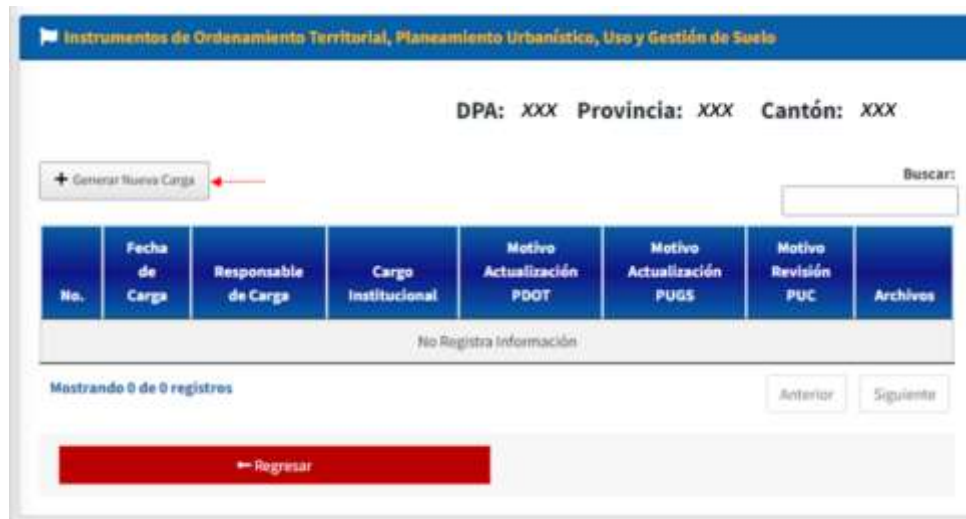 Instrumentos de Ordenamiento Territorial, Planeamiento Urbanístico, Uso y Gestión de Suelo
DPA: XXX Provincia: XXX Cantón: XXX
+ Generar Nueva Carga
Buscar:
No.
Fecha
de
Carga
Responsable
de Carga
Cargo
Institucional
Motivo
Actualización
PDOT
Motivo
Actualización
PUGS
Motivo
Revisión
PUC
Archivos
No Registra Información
Mostrando 0 de 0 registros
Anterior
Siguiente
Regresar